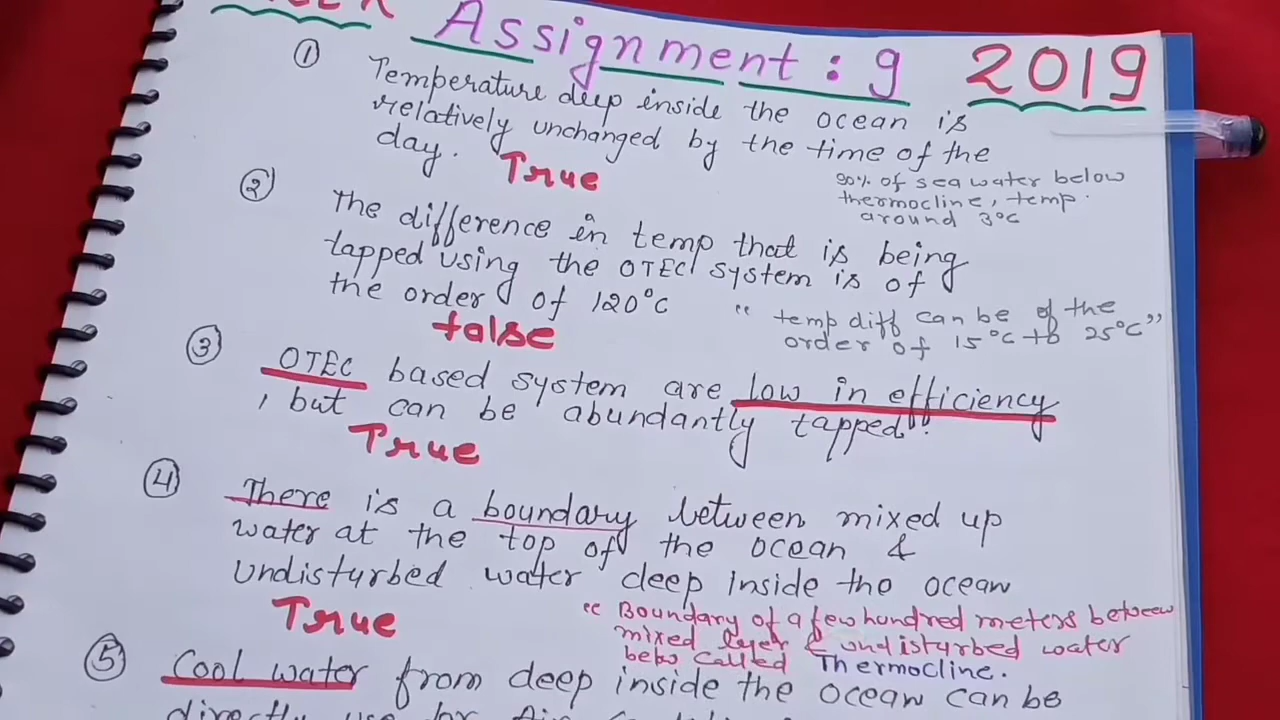 Assignment : 9 2019
① Temperature deep inside the ocean is
relatively unchanged by the time of the
day. True
90% of sea water below
thermocline, temp.
around 3°C
② The difference in temp that is being
tapped using the OTEC system is of
the order of 120°C
false
"temp diff can be of the
order of 15°C to 25°C"
③ OTEC based system are low in efficiency
, but can be abundantly tapped.
True
④ There is a boundary between mixed up
water at the top of the ocean &
undisturbed water deep inside the ocean
True
"Boundary of a few hundred meters between
mixed layer & undisturbed water
called Thermocline.
⑤ Cool water from deep inside the ocean can be
directly use for Air